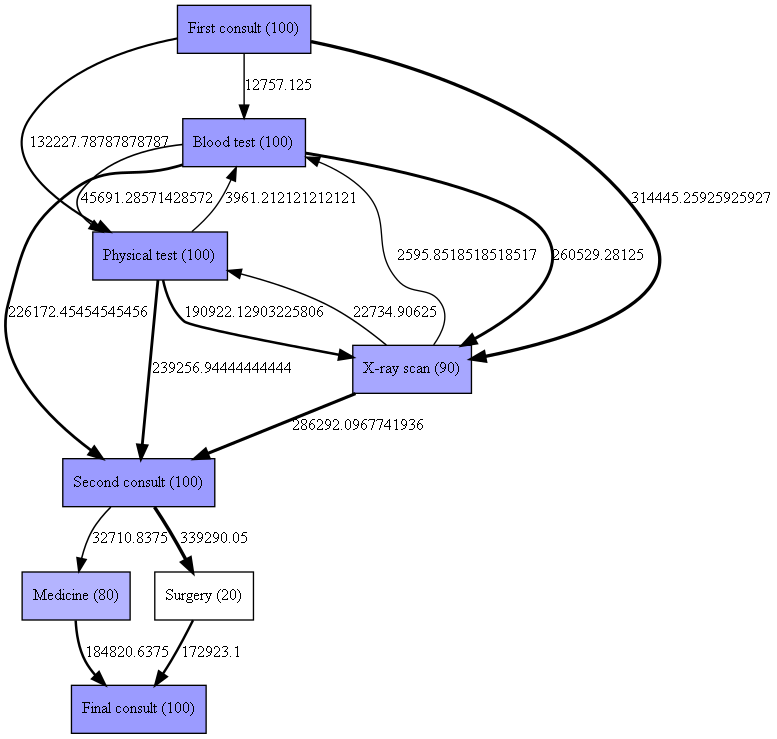 First consult (100)
12757.125
Blood test (100)
132227.78787878787
45691.28571428572
3961.212121212121
314445.25925925927
Physical test (100)
2595.8518518518517
260529.28125
226172.45454545456
190922.12903225806
22734.90625
239256.94444444444
X-ray scan (90)
286292.0967741936
Second consult (100)
32710.8375
339290.05
Medicine (80)
Surgery (20)
184820.6375
172923.1
Final consult (100)